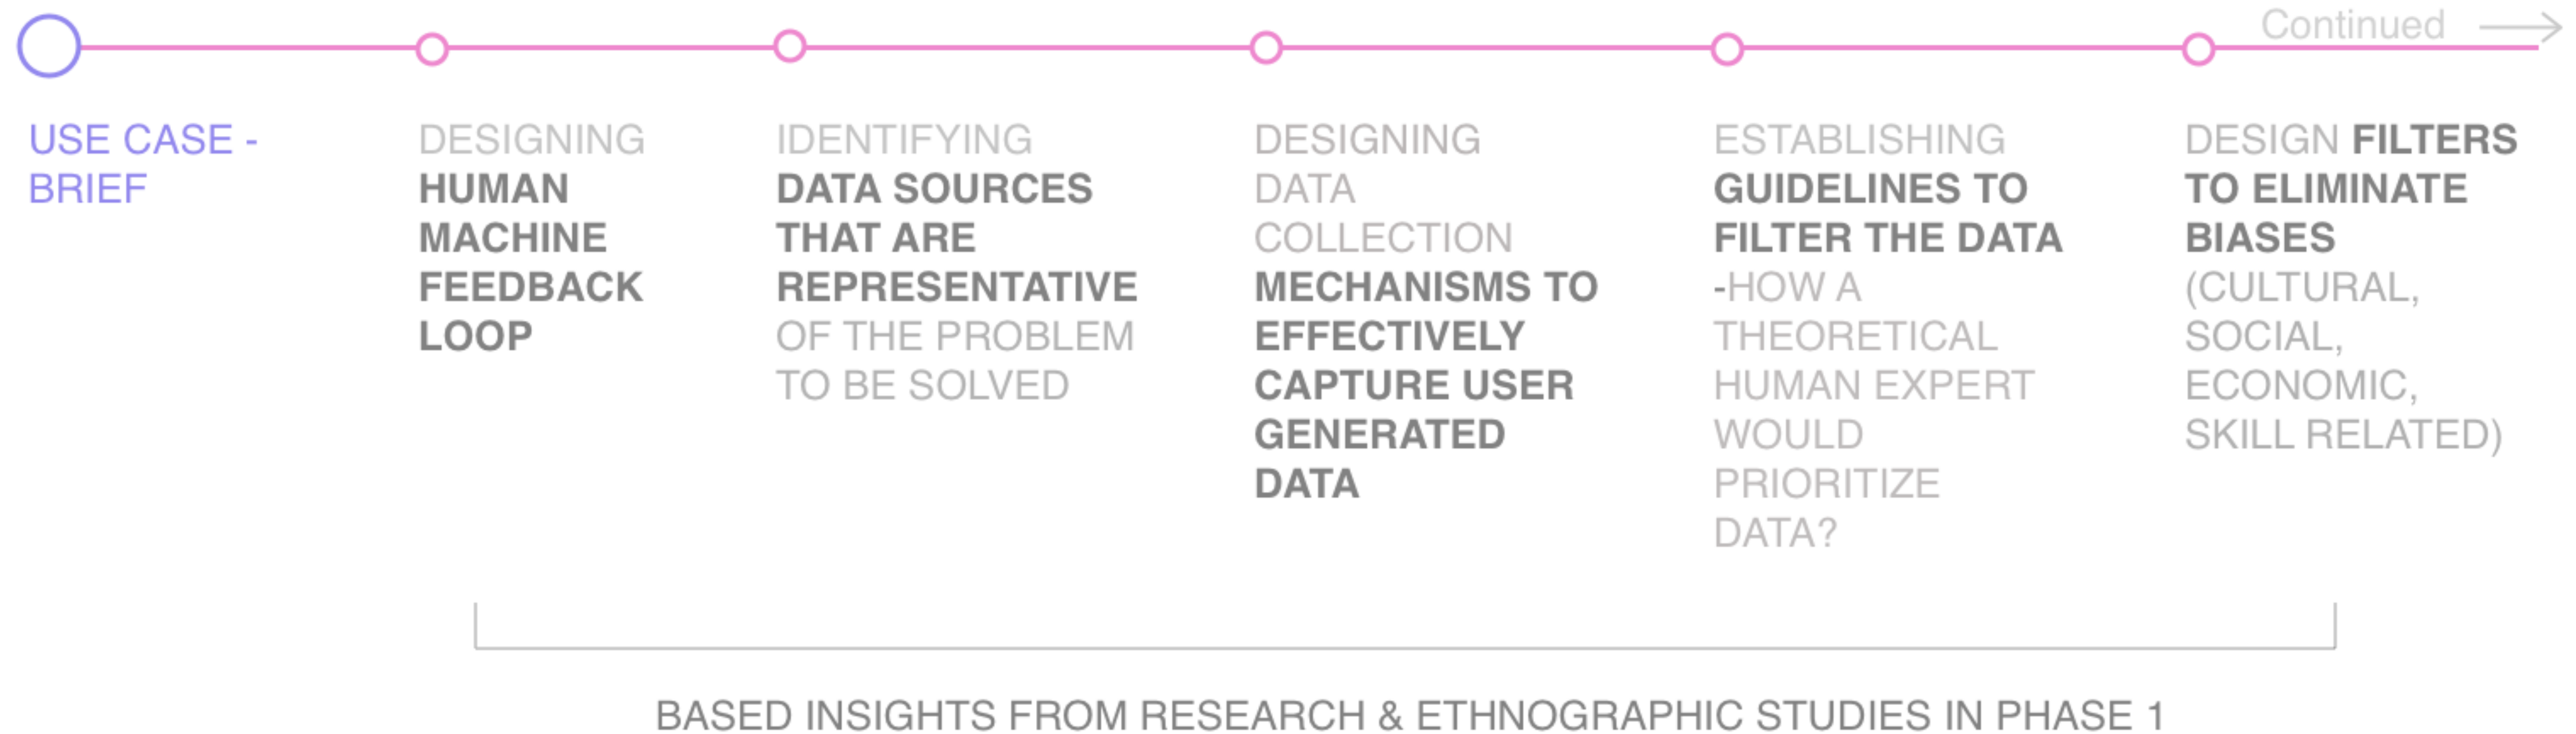 Continued
USE CASE -
BRIEF
DESIGNING
HUMAN
MACHINE
FEEDBACK
LOOP
IDENTIFYING
DATA SOURCES
THAT ARE
REPRESENTATIVE
OF THE PROBLEM
TO BE SOLVED
DESIGNING
DATA
COLLECTION
MECHANISMS TO
EFFECTIVELY
CAPTURE USER
GENERATED
DATA
ESTABLISHING
GUIDELINES TO
FILTER THE DATA
-HOW A
THEORETICAL
HUMAN EXPERT
WOULD
PRIORITIZE
DATA?
DESIGN FILTERS
TO ELIMINATE
BIASES
(CULTURAL,
SOCIAL,
ECONOMIC,
SKILL RELATED)
BASED INSIGHTS FROM RESEARCH & ETHNOGRAPHIC STUDIES IN PHASE 1